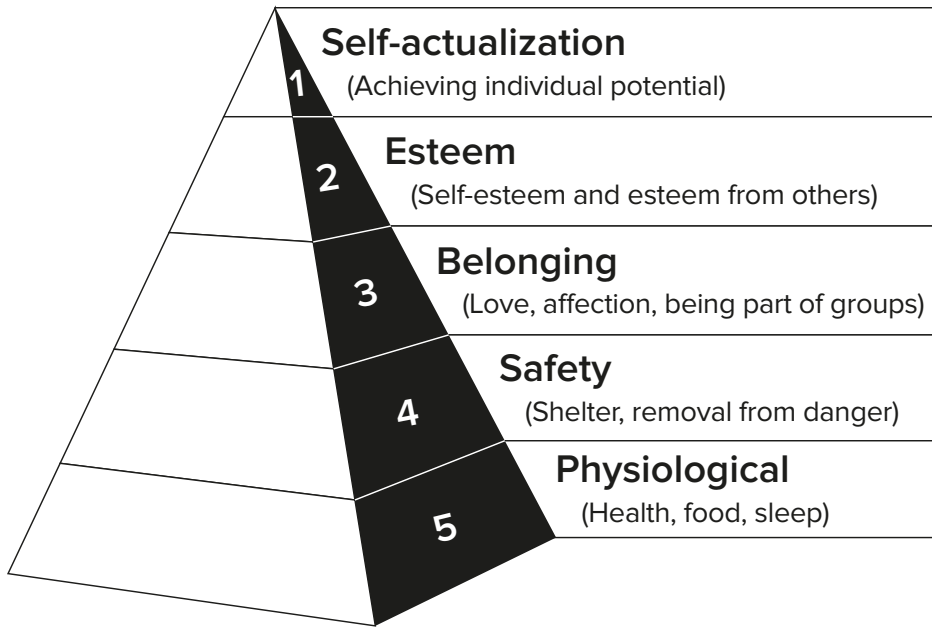 1
Self-actualization
(Achieving individual potential)
2
Esteem
(Self-esteem and esteem from others)
3
Belonging
(Love, affection, being part of groups)
4
Safety
(Shelter, removal from danger)
5
Physiological
(Health, food, sleep)